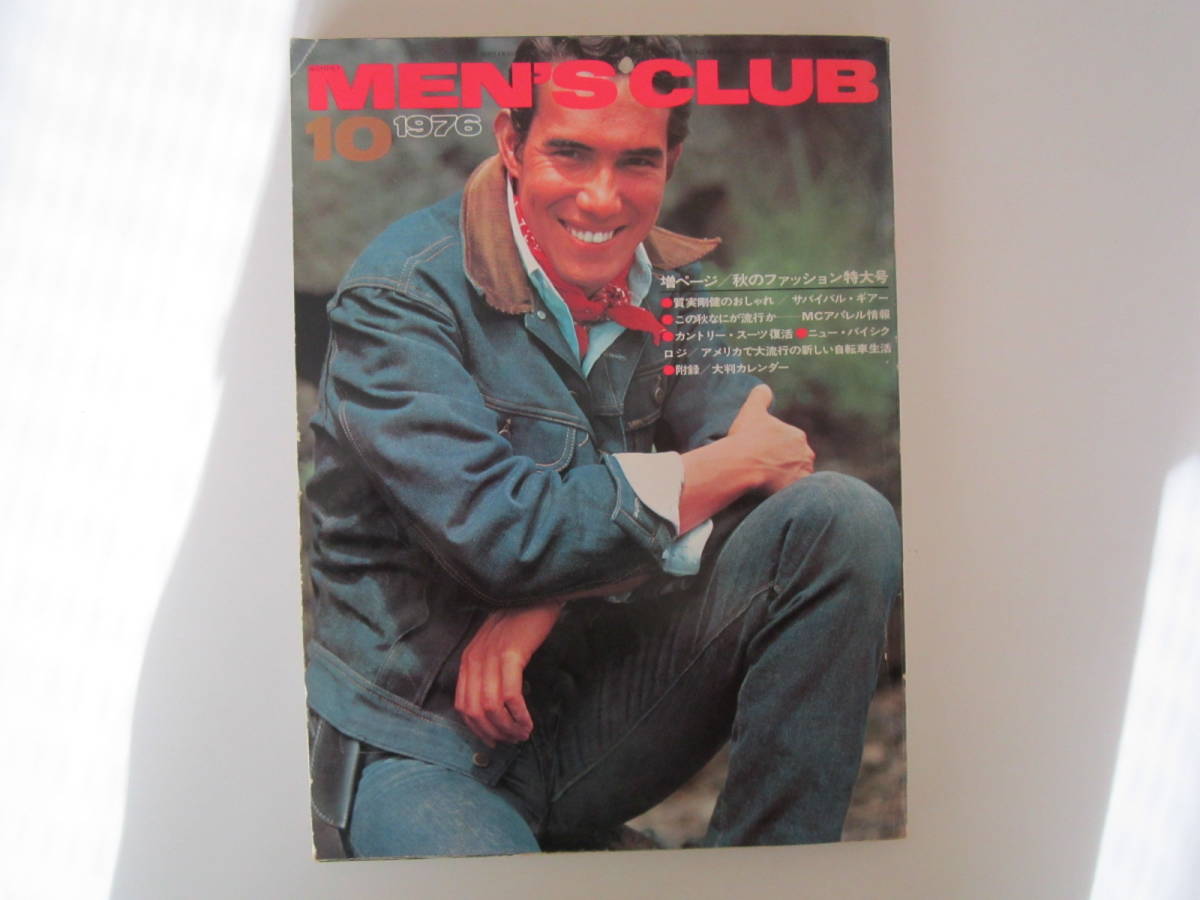 MEN'S CLUB
10 1976
増ページ／秋のファッション特大号
●質実剛健のおしゃれ／サバイバル・ギアー
●この秋なにが流行か――MCアパレル情報
●カントリー・スーツ復活●ニュー・バイシク
ロジ／アメリカで大流行の新しい自転車生活
●附録／大判カレンダー